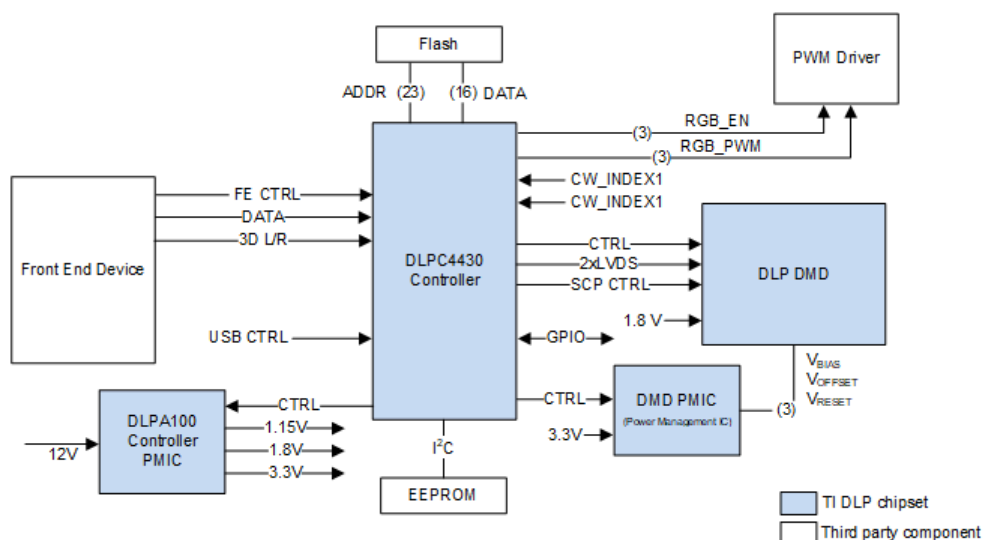 Flash
PWM Driver
ADDR (23) (16) DATA
RGB_EN
(3)
RGB_PWM
(3)
CW_INDEX1
CW_INDEX1
FE CTRL
DATA
3D L/R
Front End Device
DLPC4430
Controller
CTRL
2xLVDS
SCP CTRL
DLP DMD
1.8 V
USB CTRL
GPIO
VBIAS
VOFFSET
VRESET
(3)
CTRL
DMD PMIC
(Power Management IC)
3.3V
DLPA100
Controller
PMIC
CTRL
1.15V
1.8V
3.3V
12V
I²C
EEPROM
TI DLP chipset
Third party component